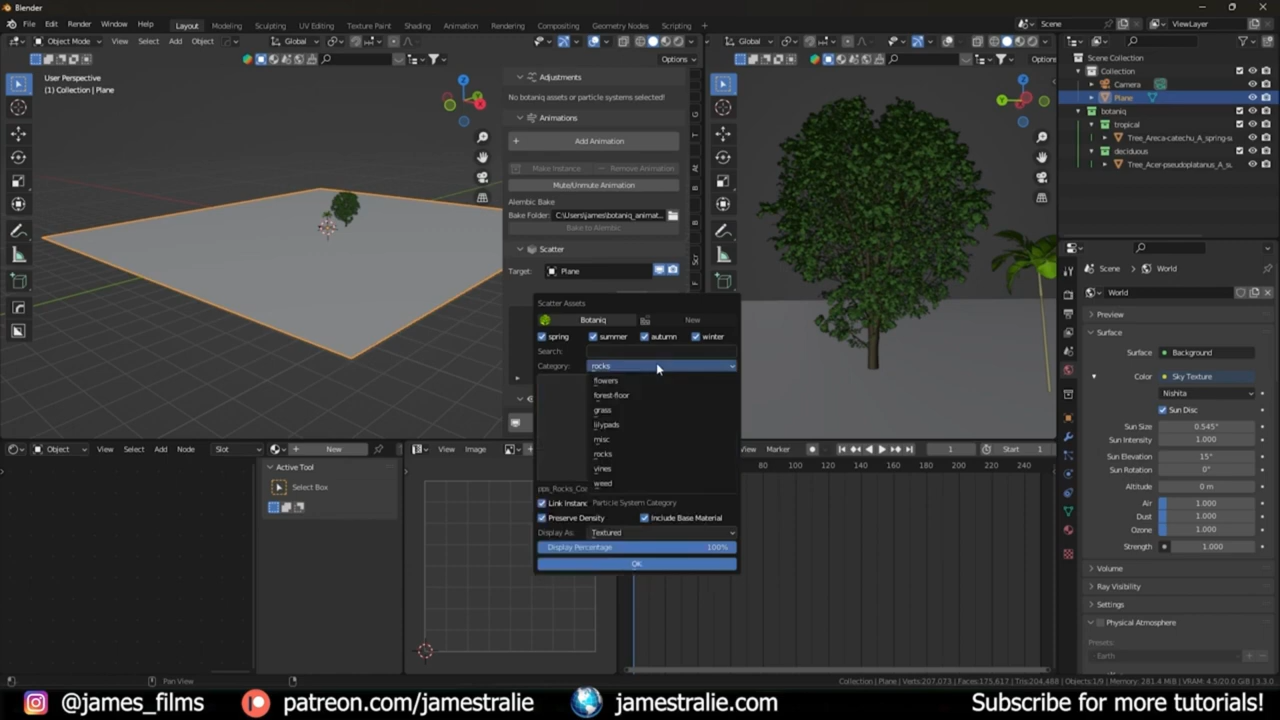 Blender
File Edit Render Window Help Layout Modeling Sculpting UV Editing Texture Paint Shading Animation Rendering Compositing Geometry Nodes Scripting + Scene ViewLayer
Object Mode View Select Add Object Global
Options
User Perspective
(1) Collection | Plane
Adjustments
No botaniq assets or particle systems selected!
Animations
Add Animation
Make Instance Remove Animation
Mute/Unmute Animation
Alembic Bake
Bake Folder: C:\Users\james\botaniq_animat...
Bake to Alembic
Scatter
Target: Plane
Scatter Assets
Botaniq New
spring summer autumn winter
Search:
Category: rocks
flowers
forest-floor
grass
lilypads
misc
rocks
vines
weed
pps_Rocks_Coa
Link Instanc Particle System Category
Preserve Density Include Base Material
Display As: Textured
Display Percentage 100%
OK
Global
Options
Scene Collection
Collection
Camera
Plane
botaniq
tropical
Tree_Areca-catechu_A_spring-s
deciduous
Tree_Acer-pseudoplatanus_A_s
Scene World
World
Preview
Surface
Surface Background
Color Sky Texture
Nishita
Sun Disc
Sun Size 0.545°
Sun Intensity 1.000
Sun Elevation 15°
Sun Rotation 0°
Altitude 0 m
Air 1.000
Dust 1.000
Ozone 1.000
Strength 1.000
Volume
Ray Visibility
Settings
Physical Atmosphere
Presets:
Earth
Object View Select Add Node Slot New
Active Tool
Select Box
View Image
View Marker 1 Start 1
80 100 120 140 160 180 200 220 240
Pan View
Collection | Plane | Verts:207,073 | Faces:175,617 | Tris:204,488 | Objects:1/9 | Memory: 281.4 MiB | VRAM: 4.5/20.0 GiB | 3.3.0
@james_films patreon.com/jamestralie jamestralie.com Subscribe for more tutorials!